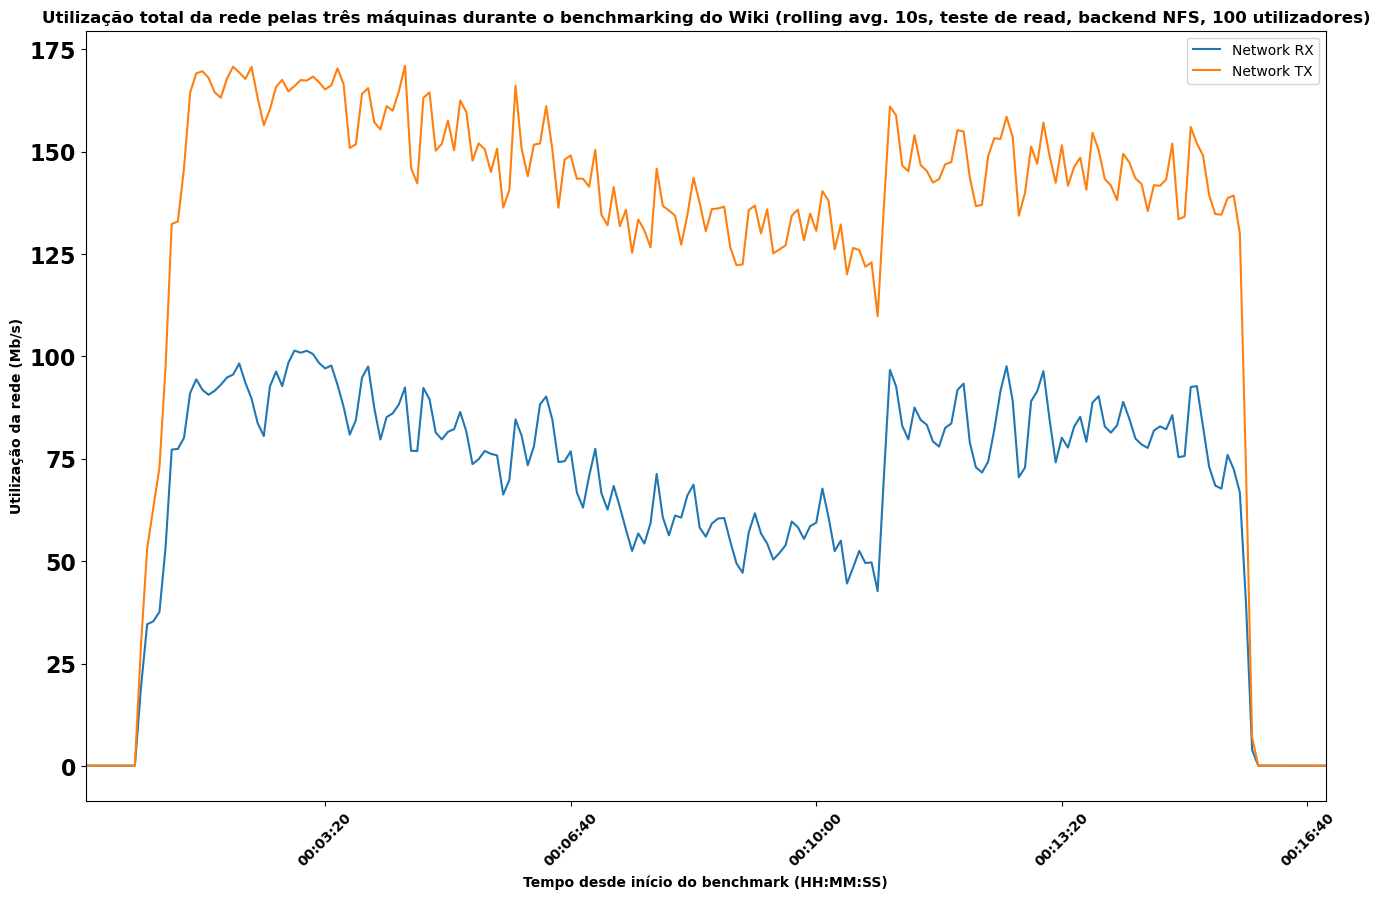 Utilização total da rede pelas três máquinas durante o benchmarking do Wiki (rolling avg. 10s, teste de read, backend NFS, 100 utilizadores)
Network RX
Network TX
Utilização da rede (Mb/s)
175
150
125
100
75
50
25
0
00:03:20
00:06:40
00:10:00
00:13:20
00:16:40
Tempo desde início do benchmark (HH:MM:SS)